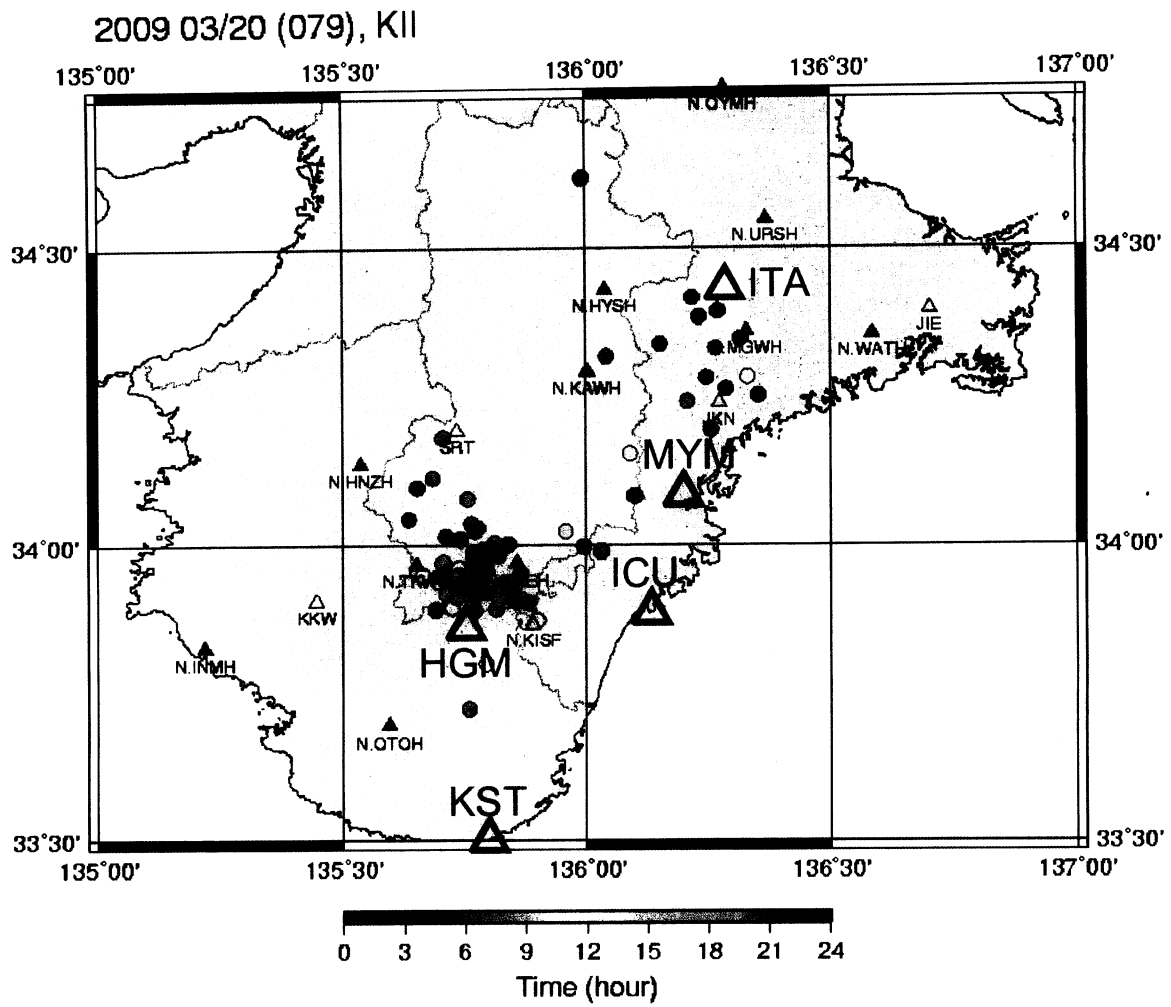 2009 03/20 (079), KII
135°00'
135°30'
136°00'
136°30'
137°00'
N.OYMH
N.URSH
34°30'
34°30'
ITA
N.HYSH
JIE
MGWH
N.WATH
N.KAWH
JKN
SRT
MYM
N.HNZH
34°00'
34°00'
ICU
KKW
N.KISF
N.INMH
HGM
N.OTOH
KST
33°30'
33°30'
135°00'
135°30'
136°00'
136°30'
137°00'
0 3 6 9 12 15 18 21 24
Time (hour)